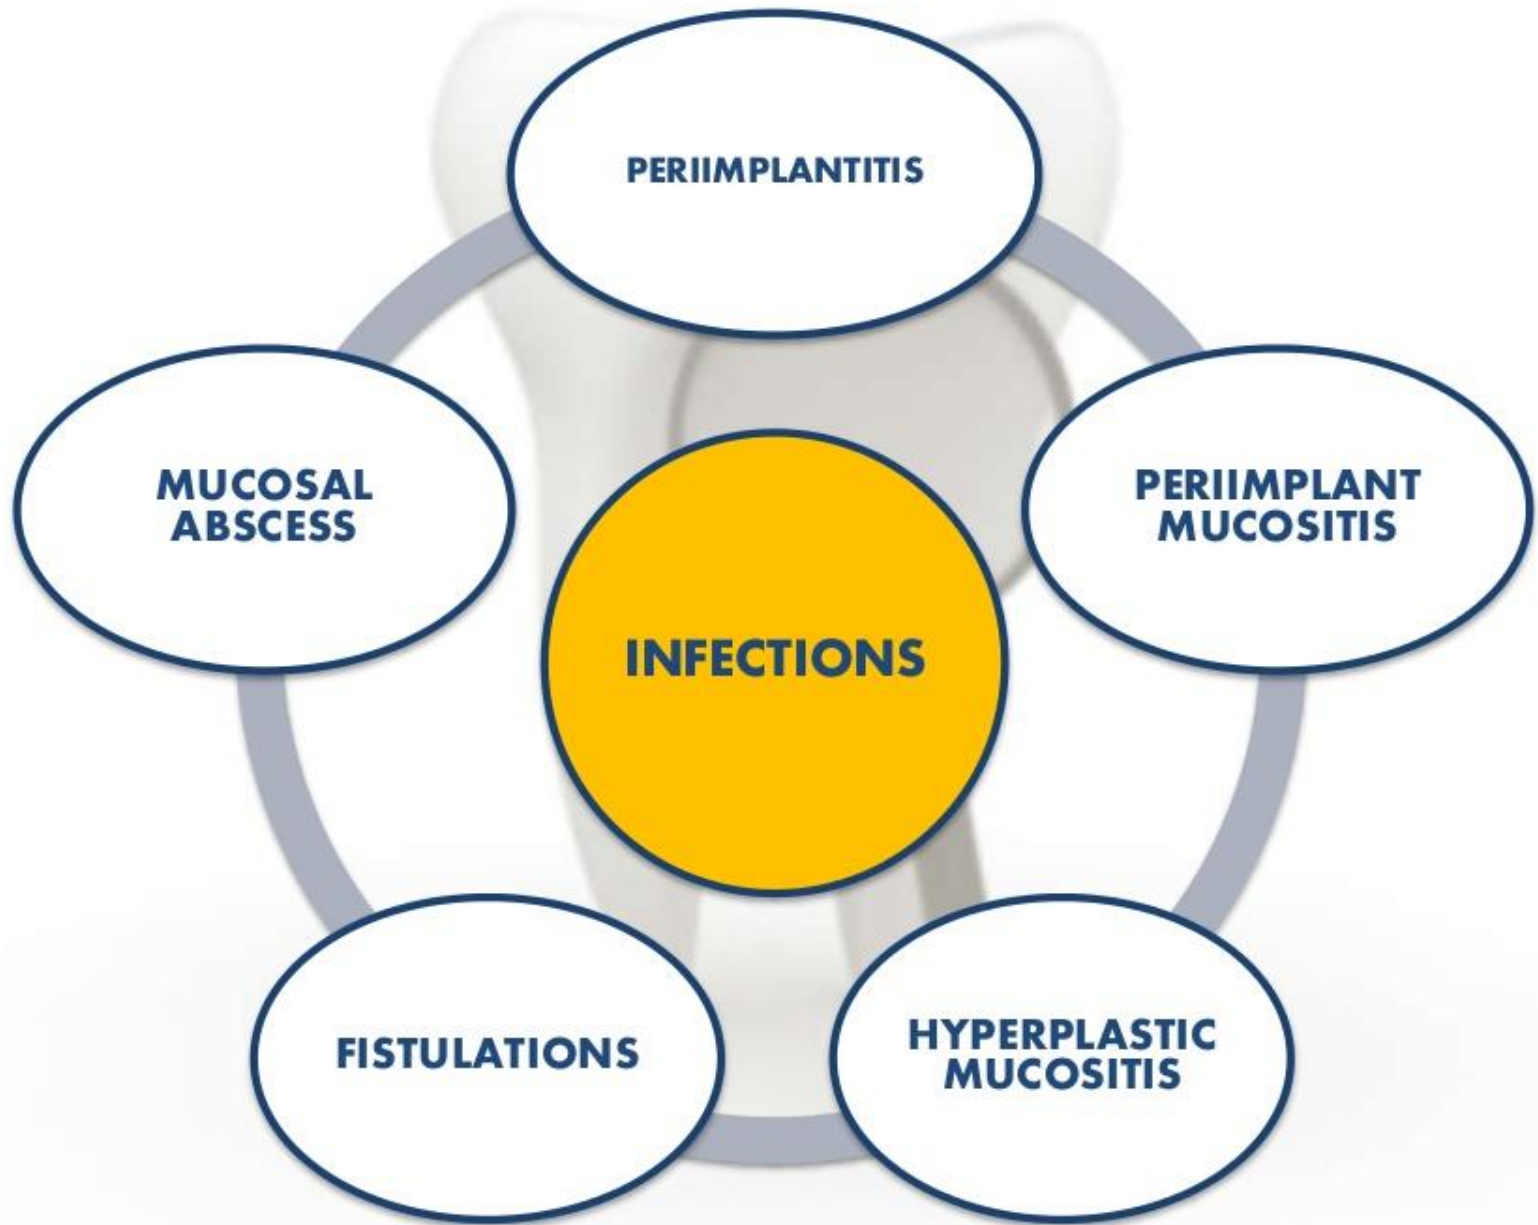 PERIIMPLANTITIS
MUCOSAL
ABSCESS
PERIIMPLANT
MUCOSITIS
INFECTIONS
FISTULATIONS
HYPERPLASTIC
MUCOSITIS